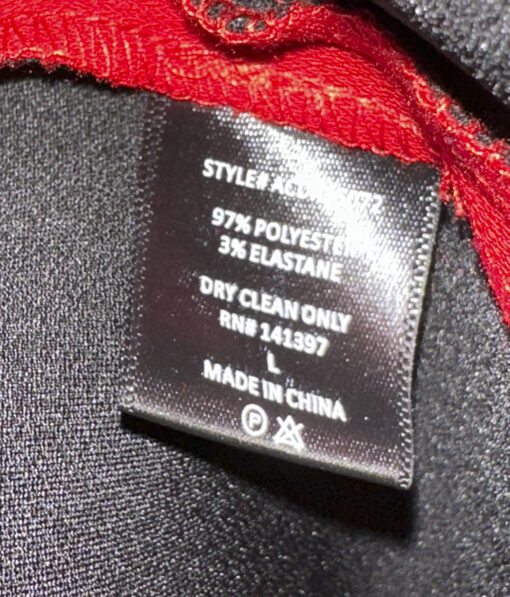 STYLE#
97% POLYESTER
3% ELASTANE
DRY CLEAN ONLY
RN# 141397
L
MADE IN CHINA
P